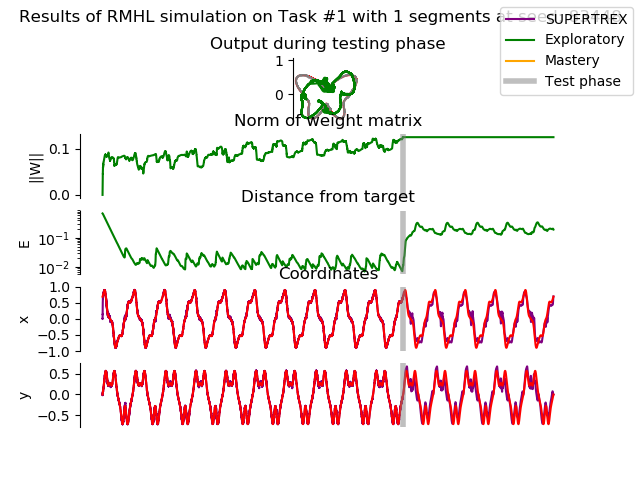 Results of RMHL simulation on Task #1 with 1 segments at seed
SUPERTREX
Exploratory
Mastery
Test phase
Output during testing phase
1
0
Norm of weight matrix
||W||
0.1
0.0
Distance from target
E
10⁻¹
10⁻²
Coordinates
x
1.0
0.5
0.0
−0.5
−1.0
y
0.5
0.0
−0.5